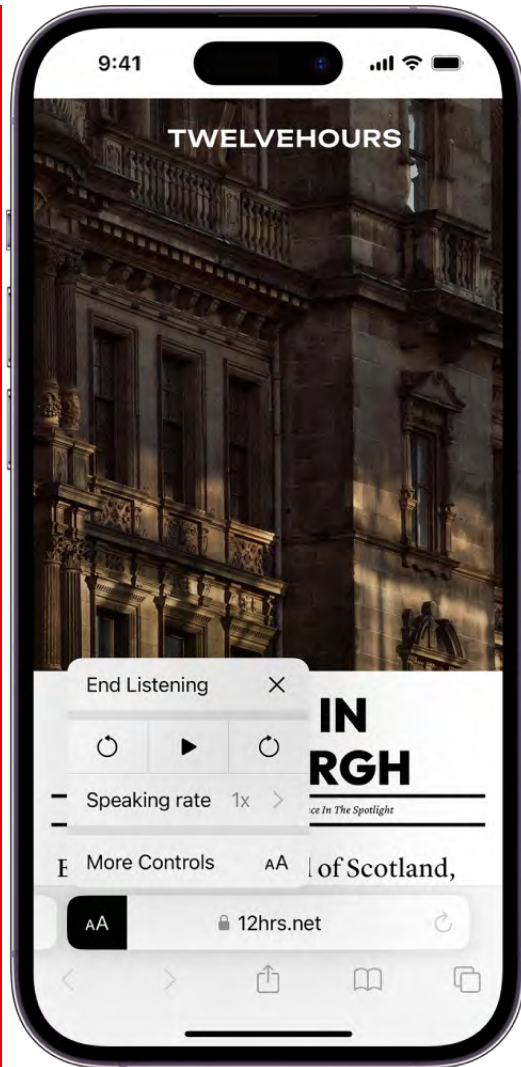 9:41
TWELVEHOURS
End Listening
IN
RGH
Speaking rate 1x
ce In The Spotlight
More Controls AA
E l of Scotland,
AA 12hrs.net